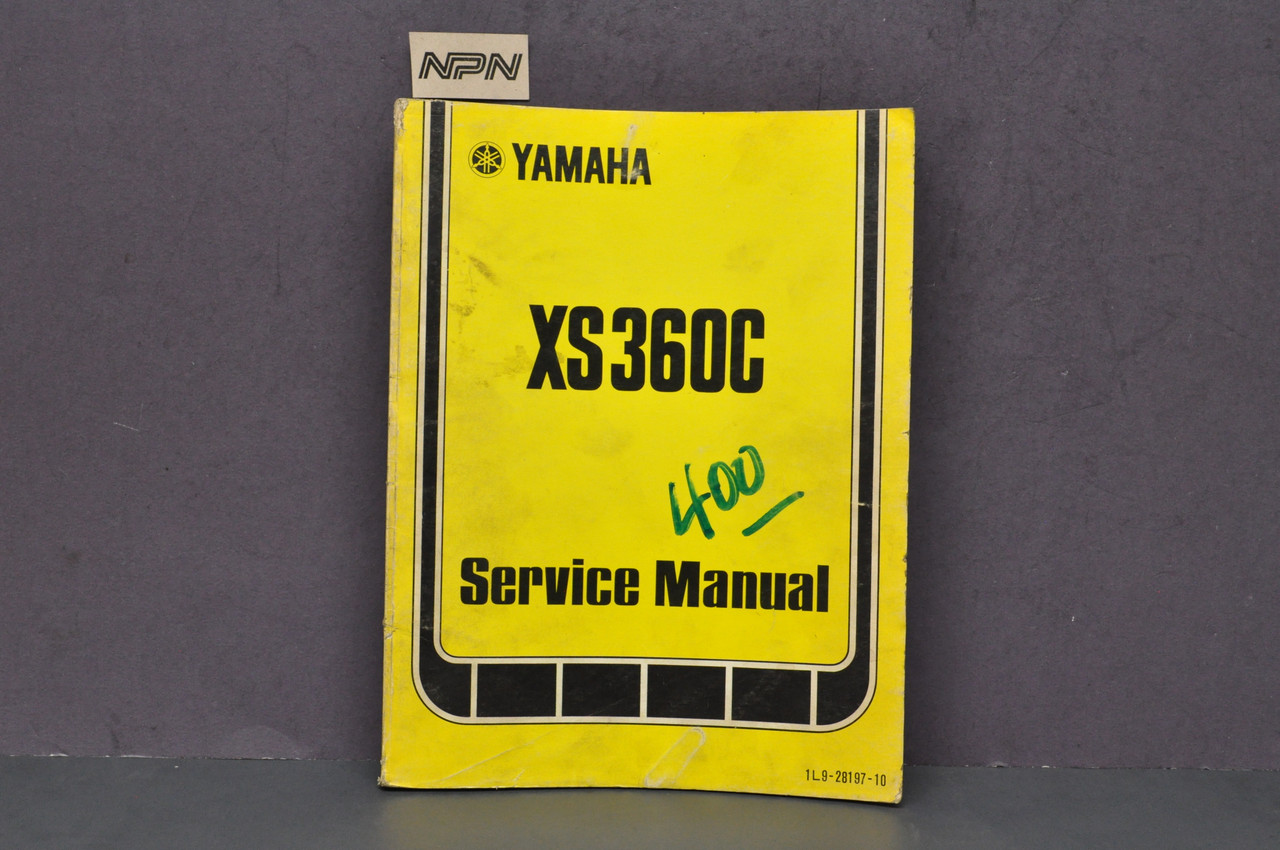 NPN
YAMAHA
XS360C
400
Service Manual
1L9-28197-10